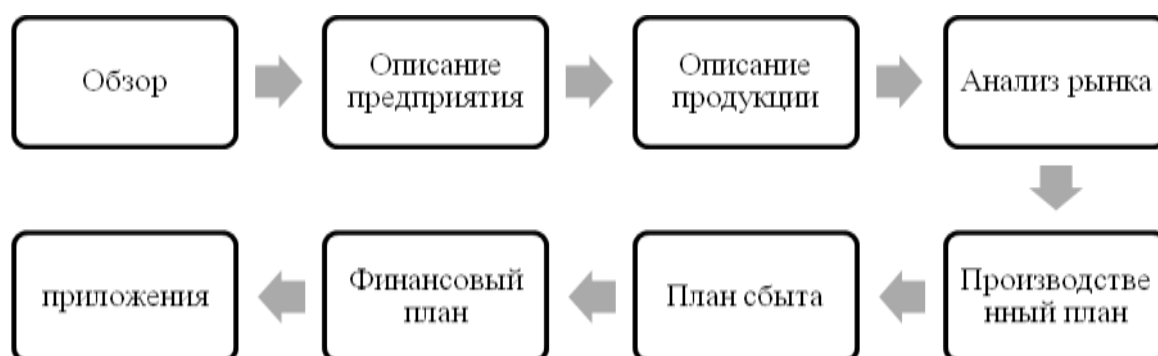 Обзор
Описание
предприятия
Описание
продукции
Анализ рынка
Производстве
нный план
План сбыта
Финансовый
план
приложения